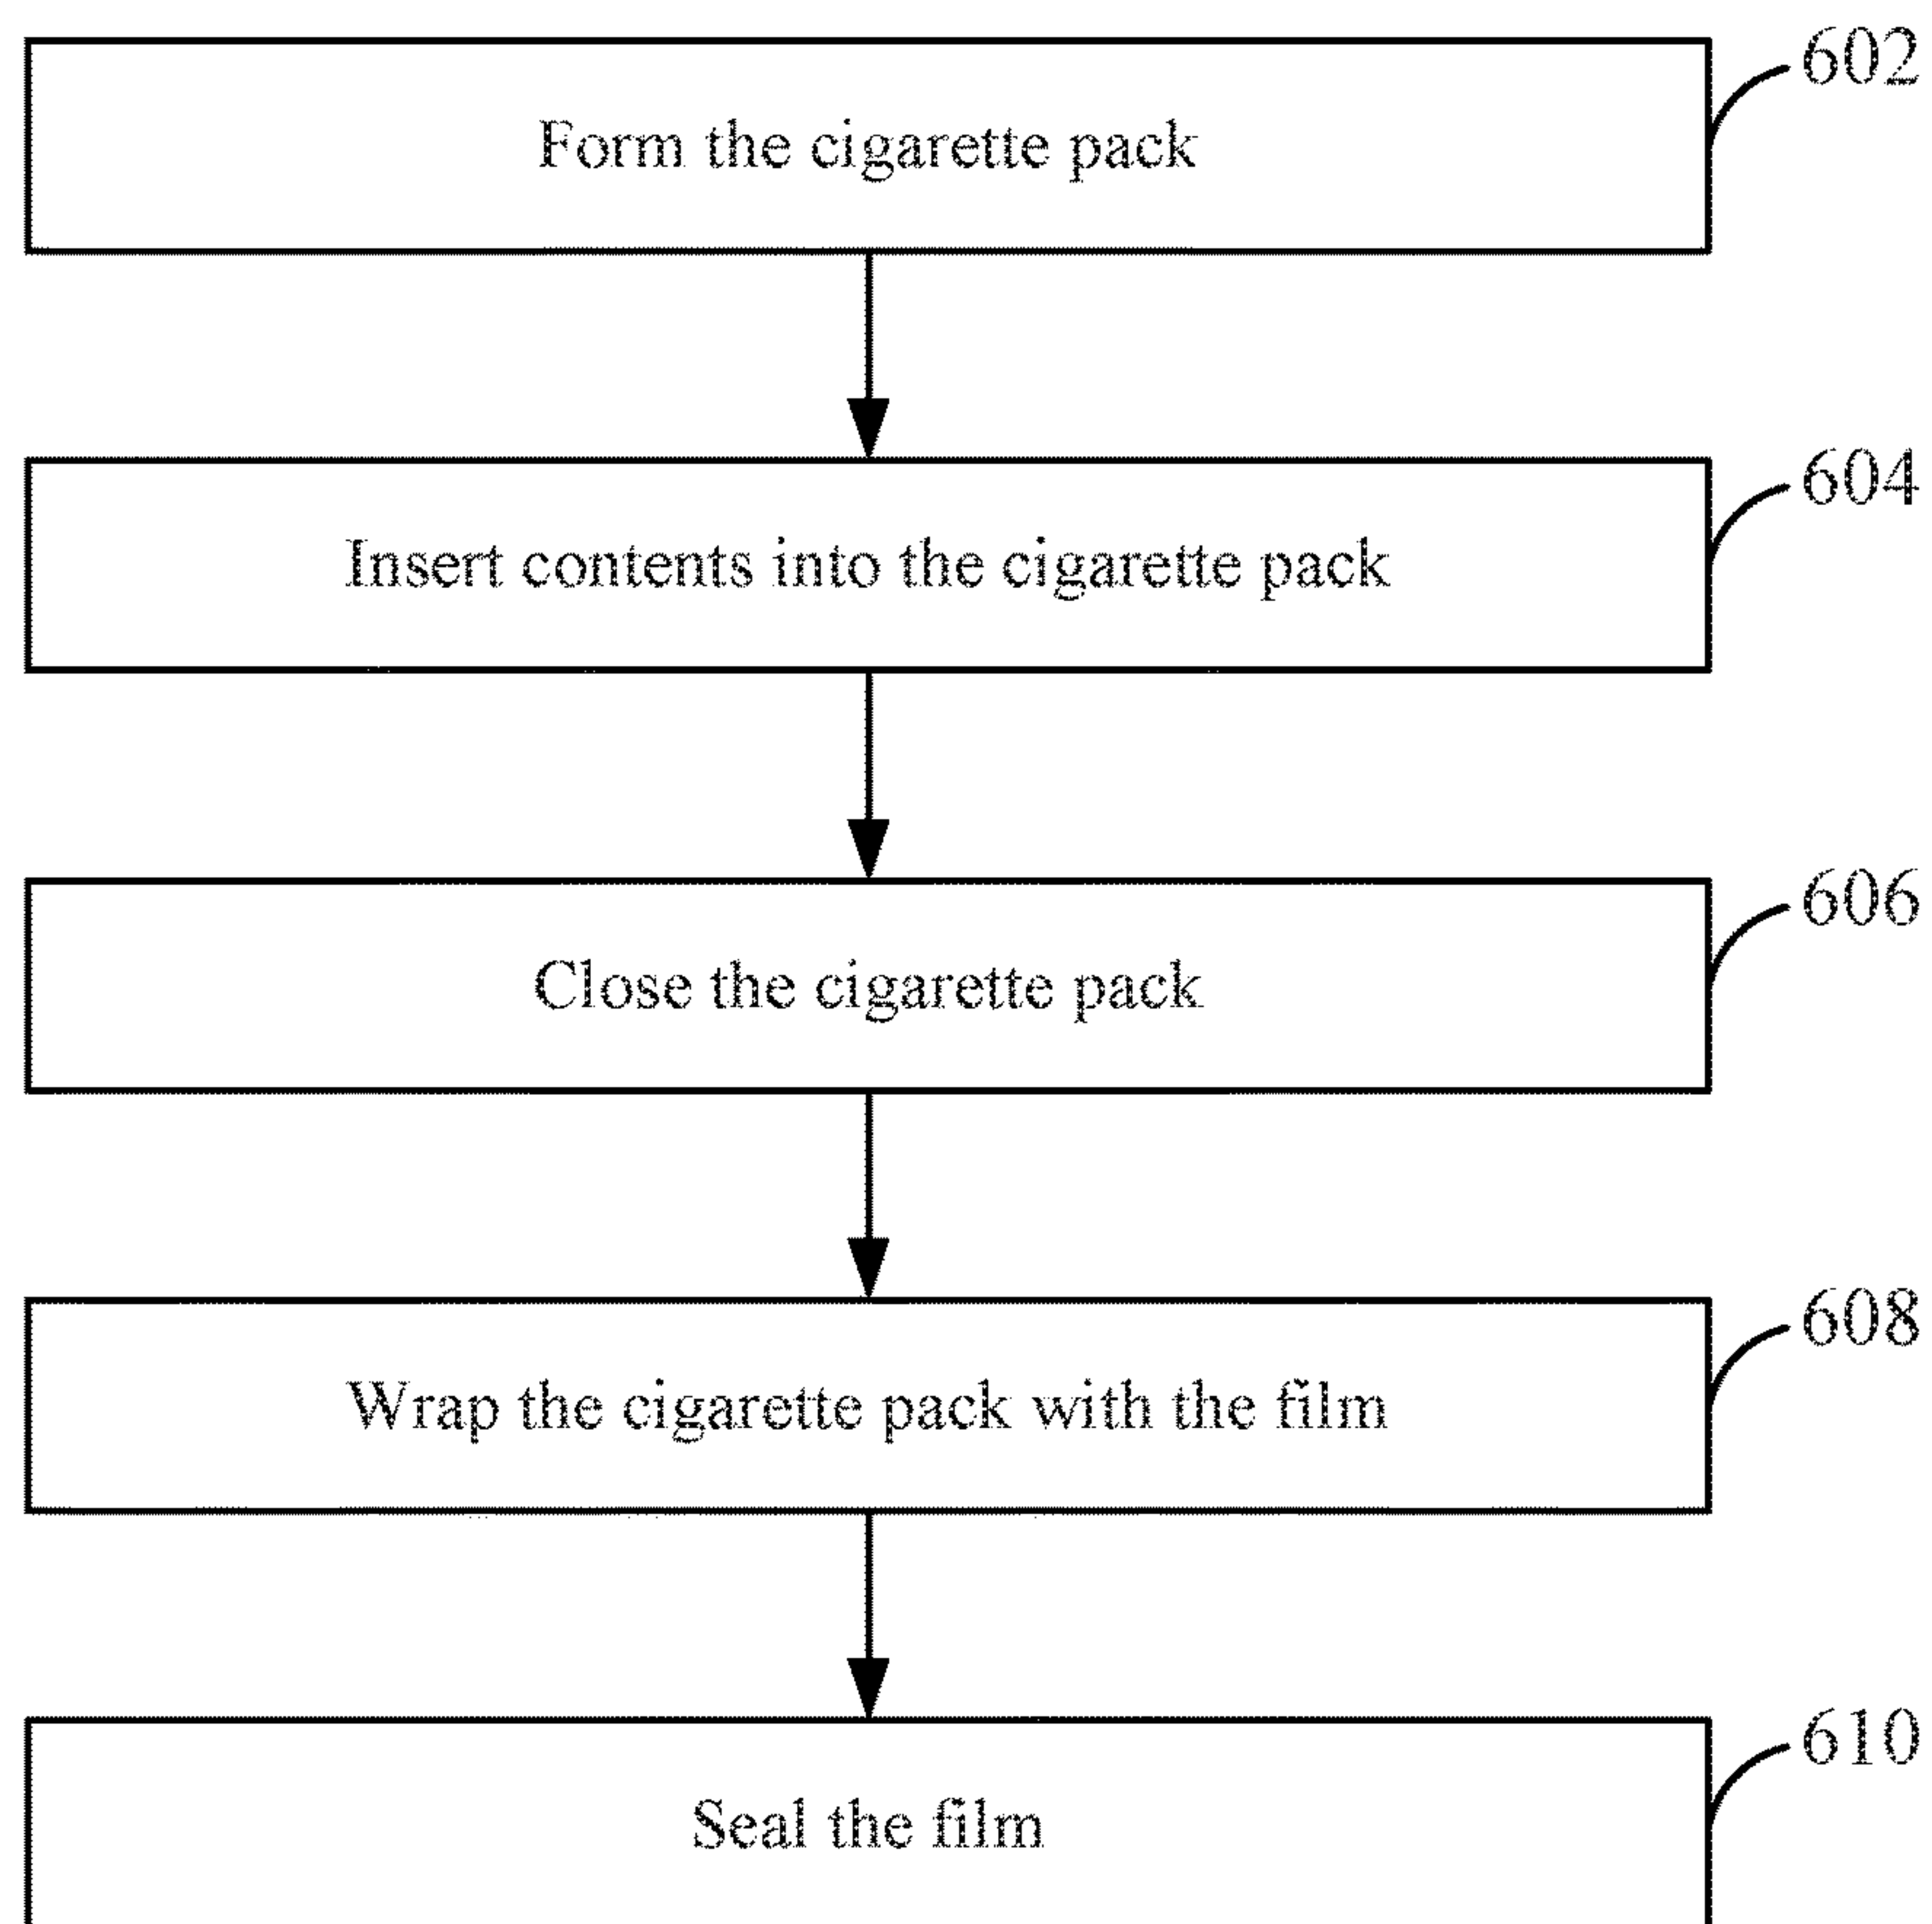 602
Form the cigarette pack
604
Insert contents into the cigarette pack
606
Close the cigarette pack
608
Wrap the cigarette pack with the film
610
Seal the film